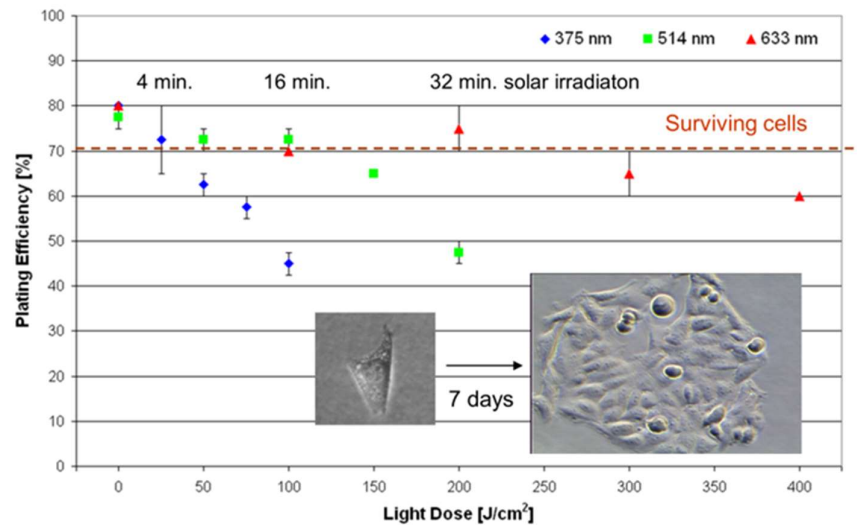 100
375 nm 514 nm 633 nm
90
4 min. 16 min. 32 min. solar irradiaton
80
Surviving cells
70
60
50
40
30
7 days
20
10
0
Plating Efficiency [%]
0 50 100 150 200 250 300 350 400
Light Dose [J/cm²]